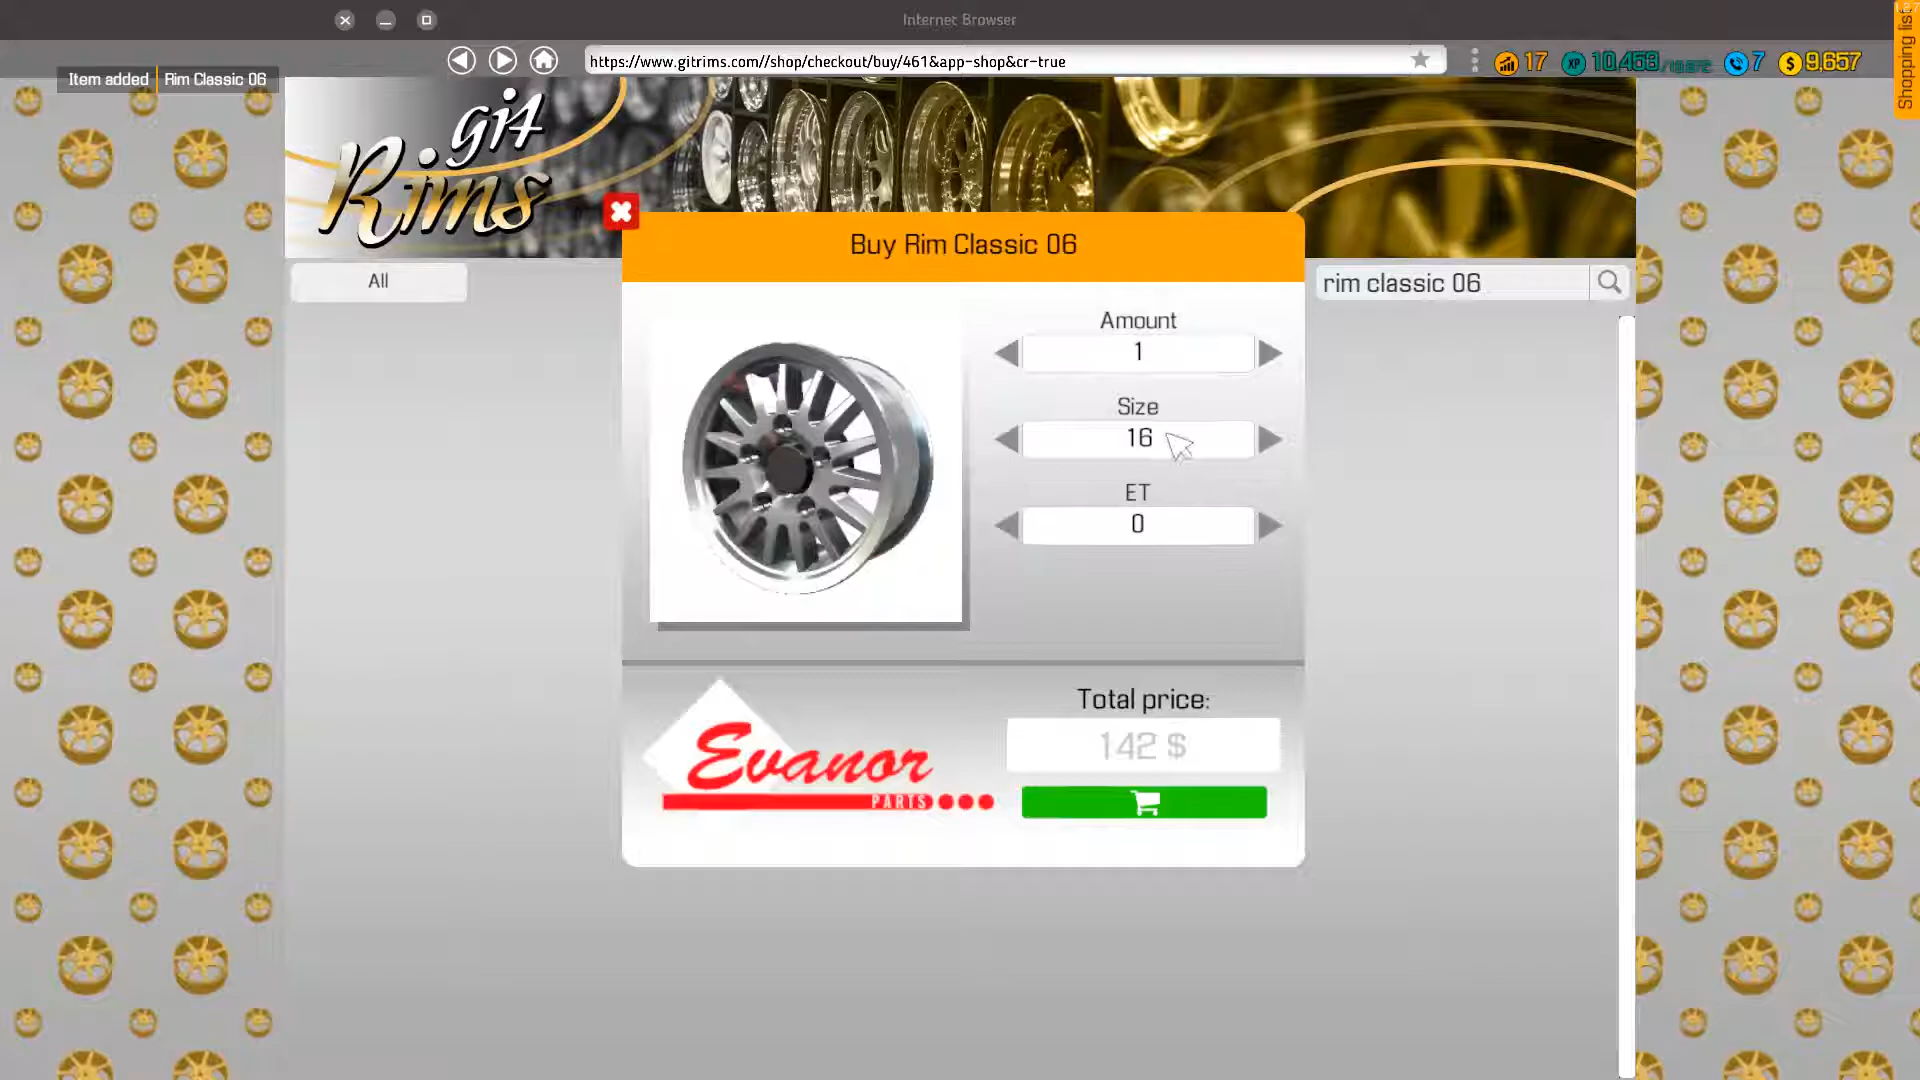 Internet Browser
https://www.gitrims.com//shop/checkout/buy/461&app-shop&cr-true
17
10,453
7
9,657
Shopping list
Item added
Rim Classic 06
git
Rims
All
rim classic 06
Buy Rim Classic 06
Amount
1
Size
16
ET
0
Evanor
PARTS
Total price:
142 $